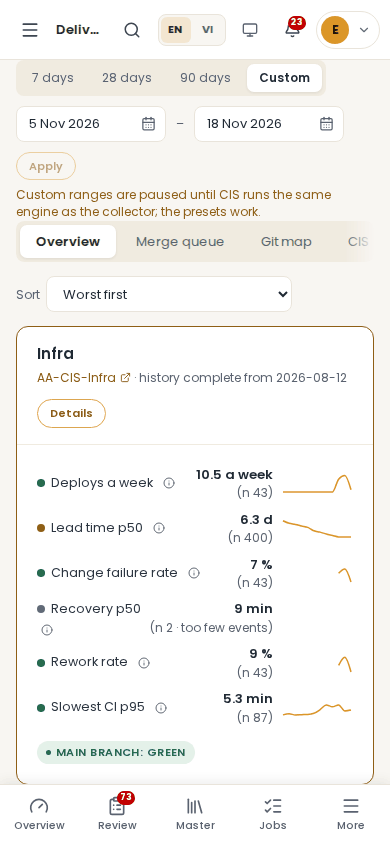 Deliv...
EN
VI
23
E
7 days
28 days
90 days
Custom
5 Nov 2026
–
18 Nov 2026
Apply
Custom ranges are paused until CIS runs the same
engine as the collector; the presets work.
Overview
Merge queue
Git map
CIS
Sort
Worst first
Infra
AA-CIS-Infra · history complete from 2026-08-12
Details
Deploys a week
10.5 a week
(n 43)
Lead time p50
6.3 d
(n 400)
Change failure rate
7 %
(n 43)
Recovery p50
9 min
(n 2 · too few events)
Rework rate
9 %
(n 43)
Slowest CI p95
5.3 min
(n 87)
MAIN BRANCH: GREEN
73
Overview
Review
Master
Jobs
More